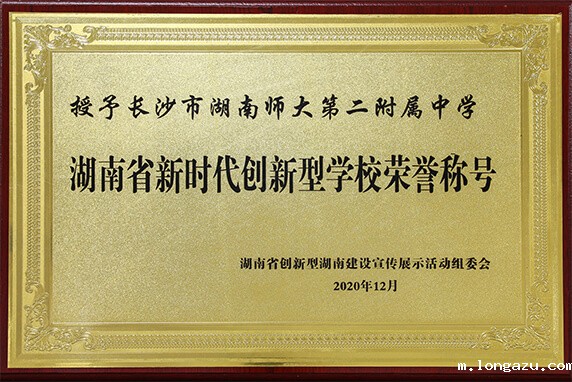 授予长沙市湖南师大第二附属中学
湖南省新时代创新型学校荣誉称号
湖南省创新型湖南建设宣传展示活动组委会
2020年12月
m.longazu.com